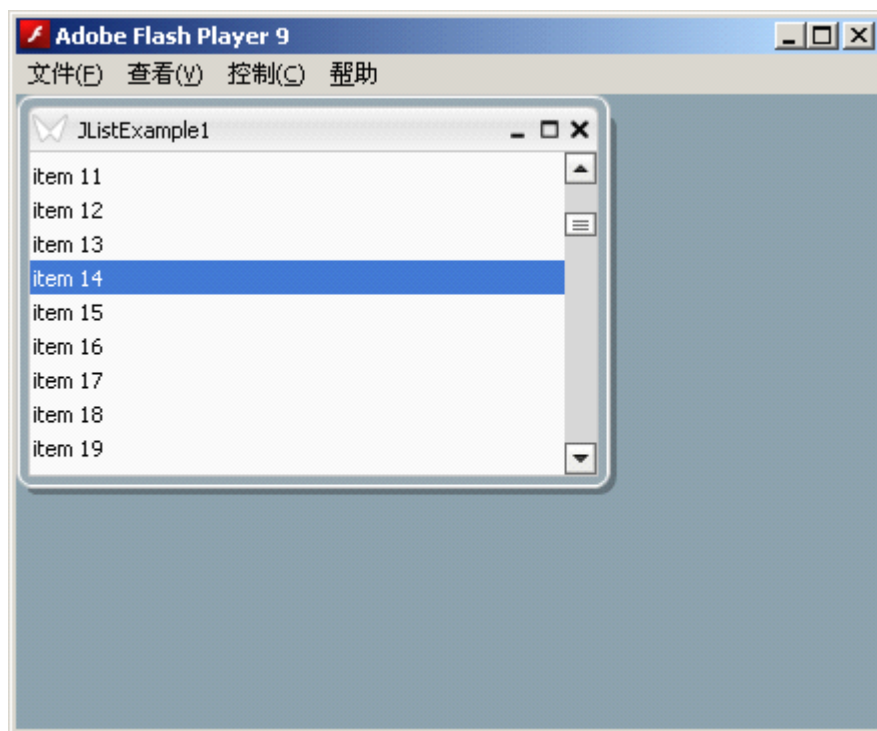 Adobe Flash Player 9
文件(F) 查看(V) 控制(C) 帮助
JListExample1
item 11
item 12
item 13
item 14
item 15
item 16
item 17
item 18
item 19